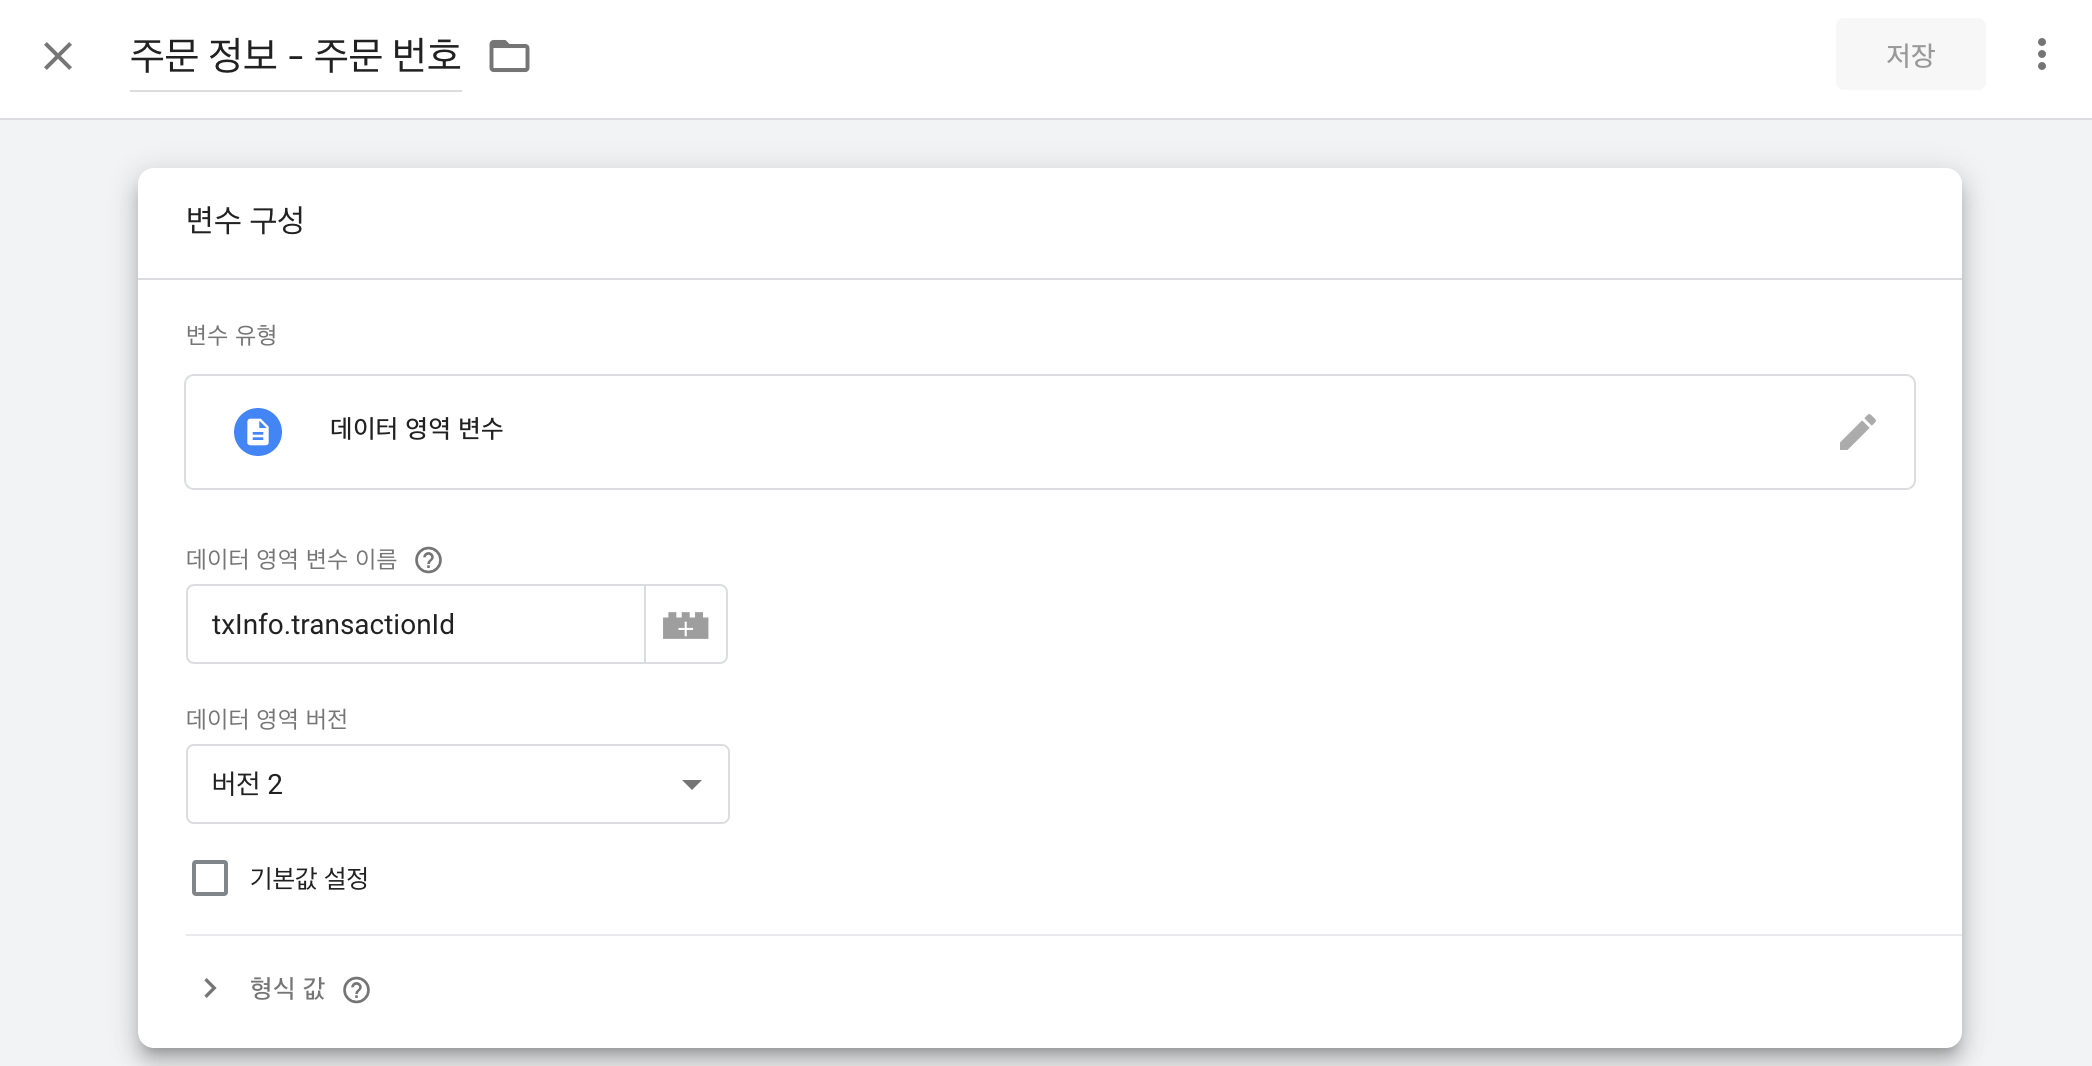 주문 정보 - 주문 번호
저장
변수 구성
변수 유형
데이터 영역 변수
데이터 영역 변수 이름
txInfo.transactionId
데이터 영역 버전
버전 2
기본값 설정
형식 값